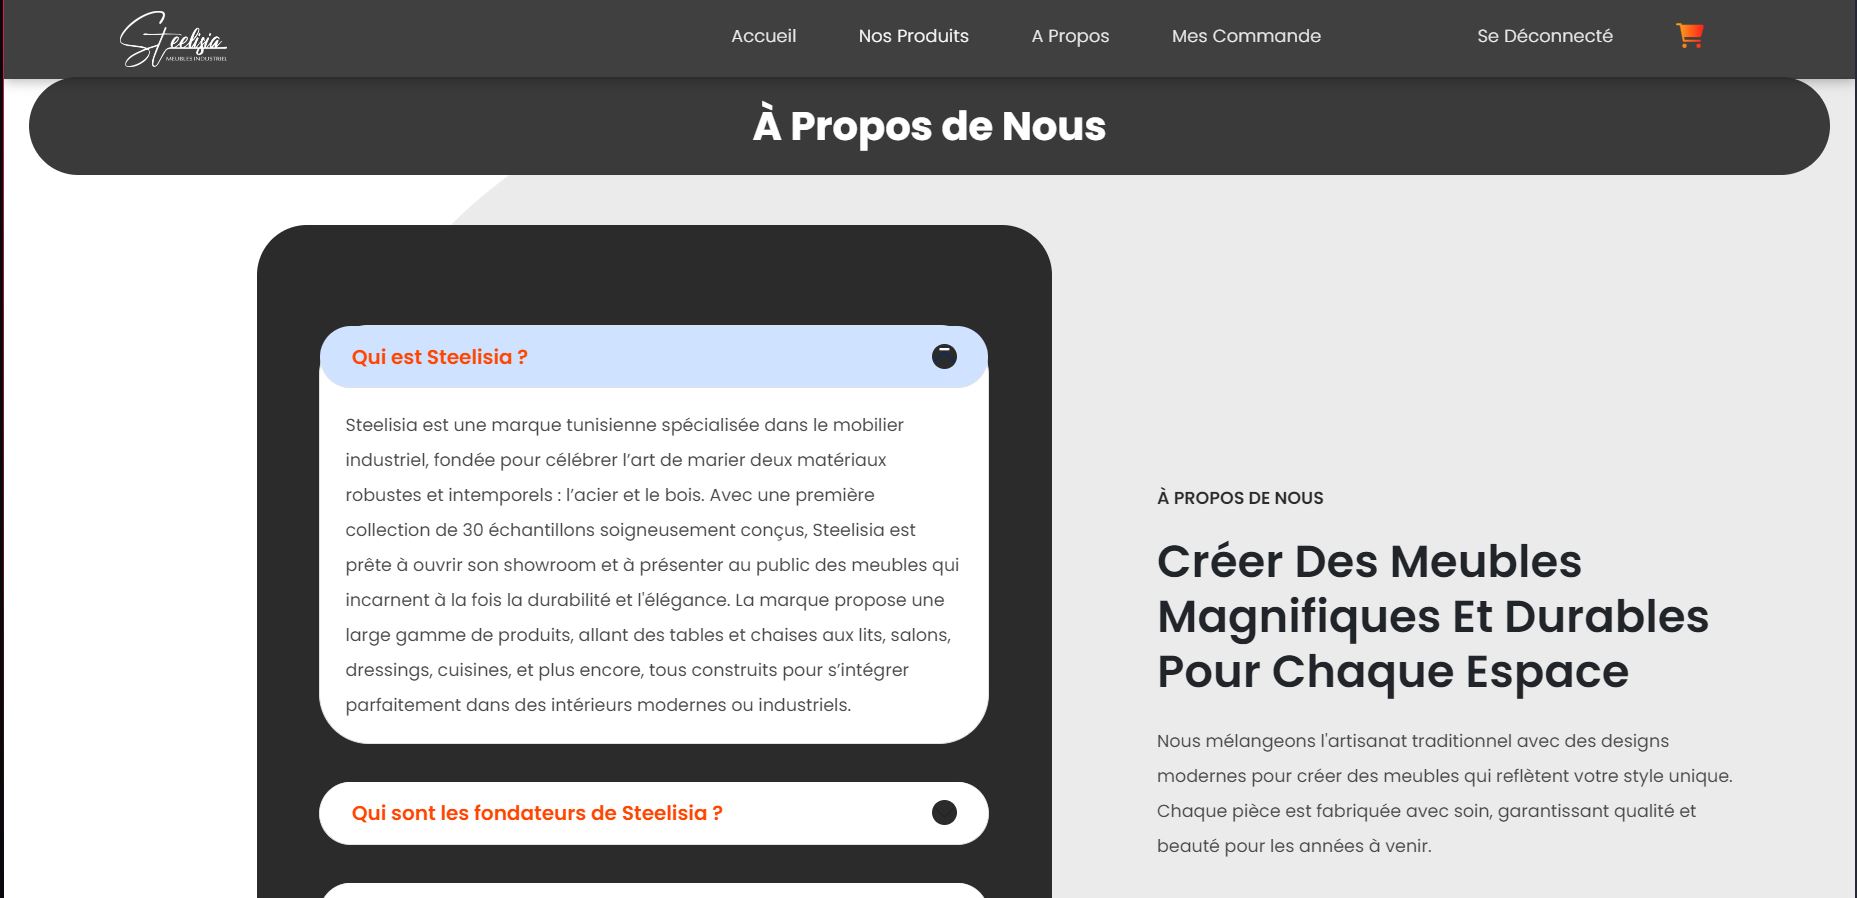 Steelisia
MEUBLES INDUSTRIEL
Accueil
Nos Produits
A Propos
Mes Commande
Se Déconnecté
À Propos de Nous
Qui est Steelisia ?
Steelisia est une marque tunisienne spécialisée dans le mobilier
industriel, fondée pour célébrer l’art de marier deux matériaux
robustes et intemporels : l’acier et le bois. Avec une première
collection de 30 échantillons soigneusement conçus, Steelisia est
prête à ouvrir son showroom et à présenter au public des meubles qui
incarnent à la fois la durabilité et l'élégance. La marque propose une
large gamme de produits, allant des tables et chaises aux lits, salons,
dressings, cuisines, et plus encore, tous construits pour s’intégrer
parfaitement dans des intérieurs modernes ou industriels.
Qui sont les fondateurs de Steelisia ?
À PROPOS DE NOUS
Créer Des Meubles
Magnifiques Et Durables
Pour Chaque Espace
Nous mélangeons l'artisanat traditionnel avec des designs
modernes pour créer des meubles qui reflètent votre style unique.
Chaque pièce est fabriquée avec soin, garantissant qualité et
beauté pour les années à venir.